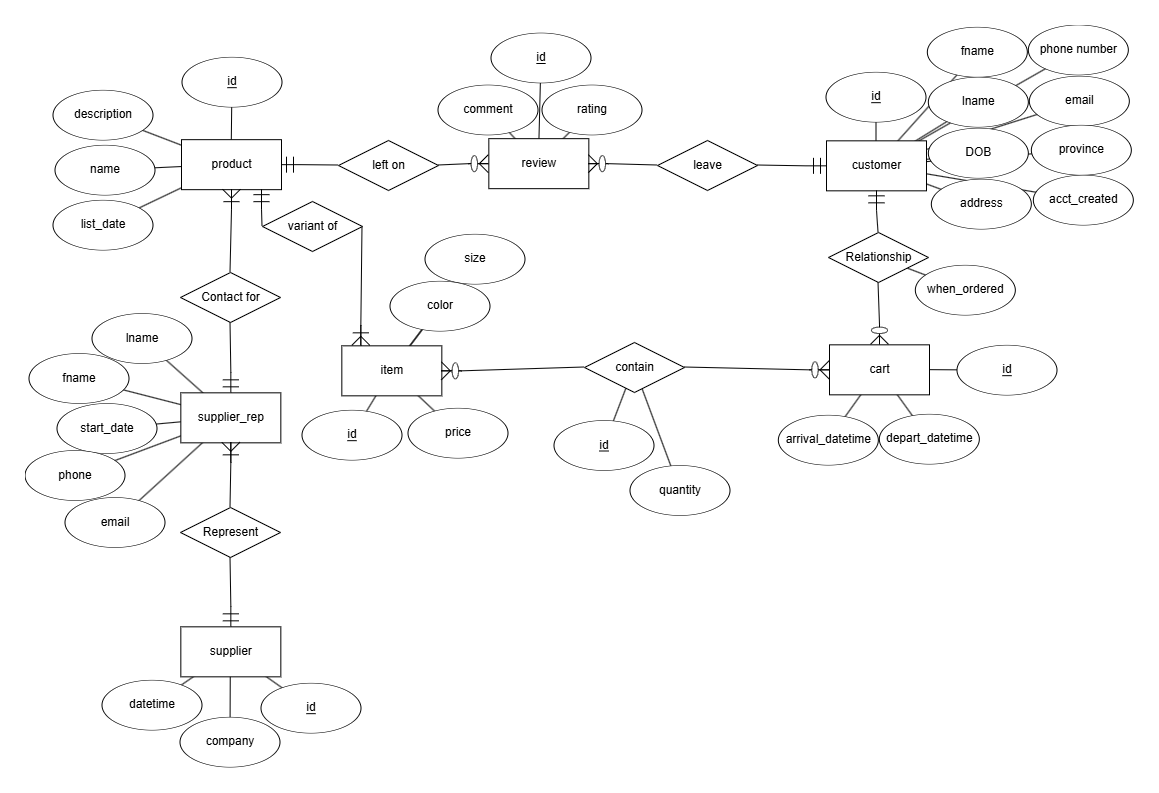 fname
phone number
id
id
id
description
comment
rating
lname
email
product
left on
review
leave
customer
DOB
province
name
list_date
variant of
address
acct_created
size
Relationship
when_ordered
Contact for
color
lname
fname
item
contain
cart
id
supplier_rep
start_date
id
price
id
arrival_datetime
depart_datetime
phone
quantity
email
Represent
supplier
datetime
id
company